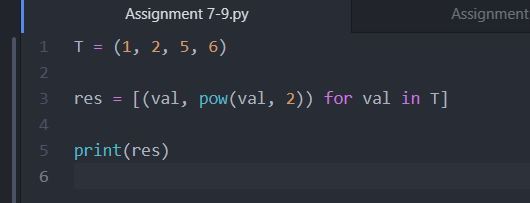 Assignment 7-9.py
Assignment
1 T = (1, 2, 5, 6)
2
3 res = [(val, pow(val, 2)) for val in T]
4
5 print(res)
6